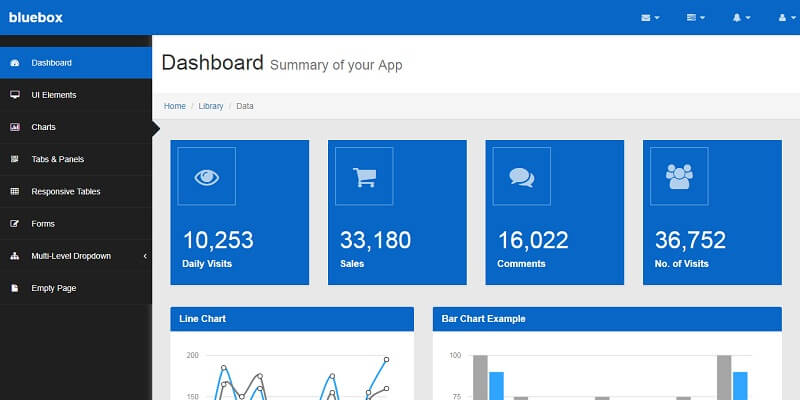 bluebox
Dashboard
UI Elements
Charts
Tabs & Panels
Responsive Tables
Forms
Multi-Level Dropdown
Empty Page
Dashboard Summary of your App
Home / Library / Data
10,253
Daily Visits
33,180
Sales
16,022
Comments
36,752
No. of Visits
Line Chart
200
150
Bar Chart Example
100
75